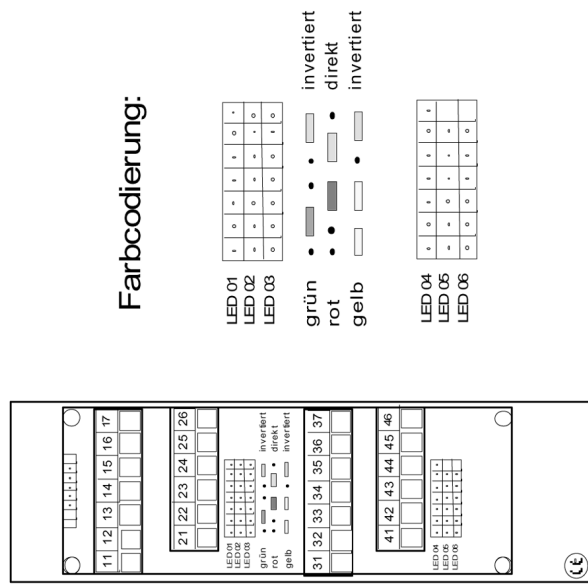 Farbcodierung:
LED 01
LED 02
LED 03
grün invertiert
rot direkt
gelb invertiert
LED 04
LED 05
LED 06
11 12 13 14 15 16 17
21 22 23 24 25 26
LED 01
LED 02
LED 03
grün invertiert
rot direkt
gelb invertiert
31 32 33 34 35 36 37
41 42 43 44 45 46
LED 04
LED 05
LED 06
CE